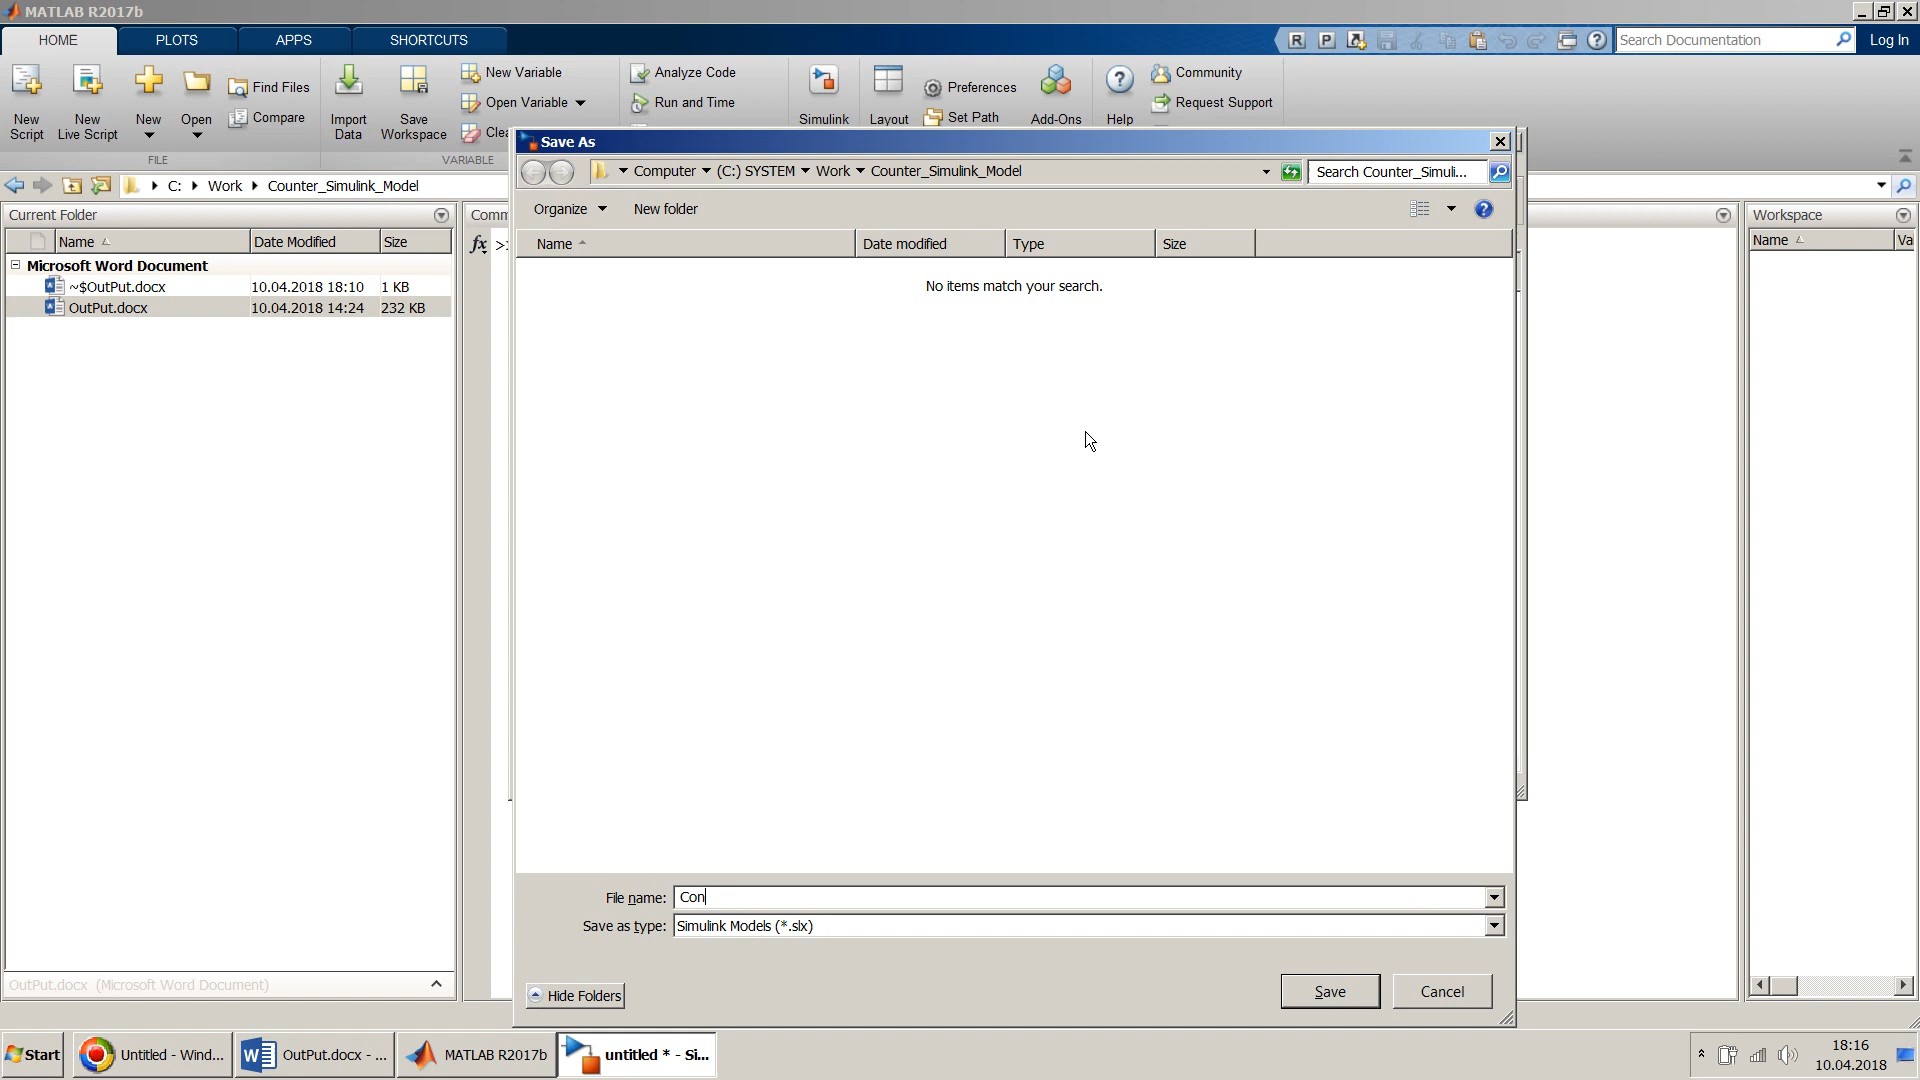 MATLAB R2017b
HOME PLOTS APPS SHORTCUTS Search Documentation Log In
New Script
New Live Script
New
Open
Find Files
Compare
Import Data
Save Workspace
New Variable
Open Variable
Clea
Analyze Code
Run and Time
Simulink
Layout
Preferences
Set Path
Add-Ons
Help
Community
Request Support
FILE VARIABLE
C: Work Counter_Simulink_Model
Current Folder
Name Date Modified Size
Microsoft Word Document
~$OutPut.docx 10.04.2018 18:10 1 KB
OutPut.docx 10.04.2018 14:24 232 KB
OutPut.docx (Microsoft Word Document)
Comm
fx >
Save As
Computer (C:) SYSTEM Work Counter_Simulink_Model Search Counter_Simuli...
Organize New folder
Name Date modified Type Size
No items match your search.
File name: Con
Save as type: Simulink Models (*.slx)
Hide Folders Save Cancel
Workspace
Name Va
Start Untitled - Wind... OutPut.docx - ... MATLAB R2017b untitled * - Si...
18:16
10.04.2018